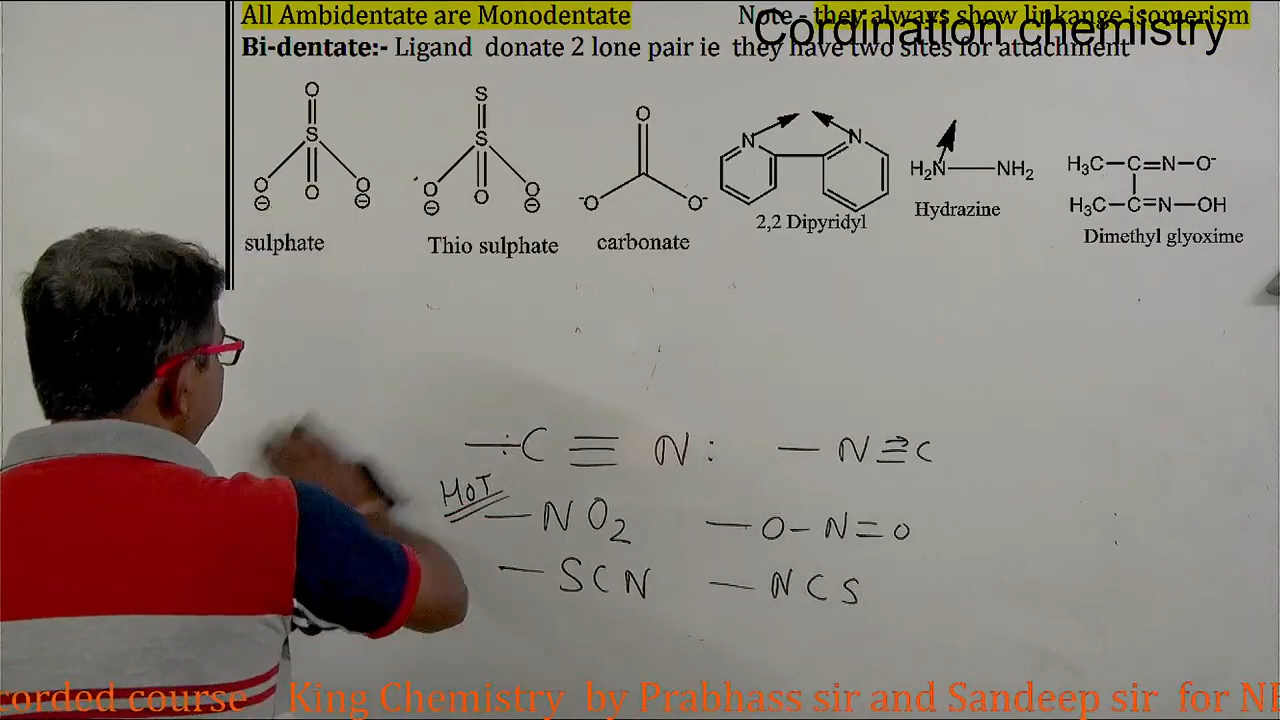 All Ambidentate are Monodentate Note - they always show linkange isomerism
Cordination chemistry
Bi-dentate:- Ligand donate 2 lone pair ie they have two sites for attachment
O
S
O O O
⊖ ⊖
sulphate
S
S
O O O
⊖ ⊖
Thio sulphate
O
-O O-
carbonate
N N
2,2 Dipyridyl
H₂N—NH₂
Hydrazine
H₃C—C=N—O-
H₃C—C=N—OH
Dimethyl glyoxime
—:C ≡ N: —N≡C
HOT
—NO₂ —O-N=O
—SCN —NCS
corded course King Chemistry by Prabhass sir and Sandeep sir for